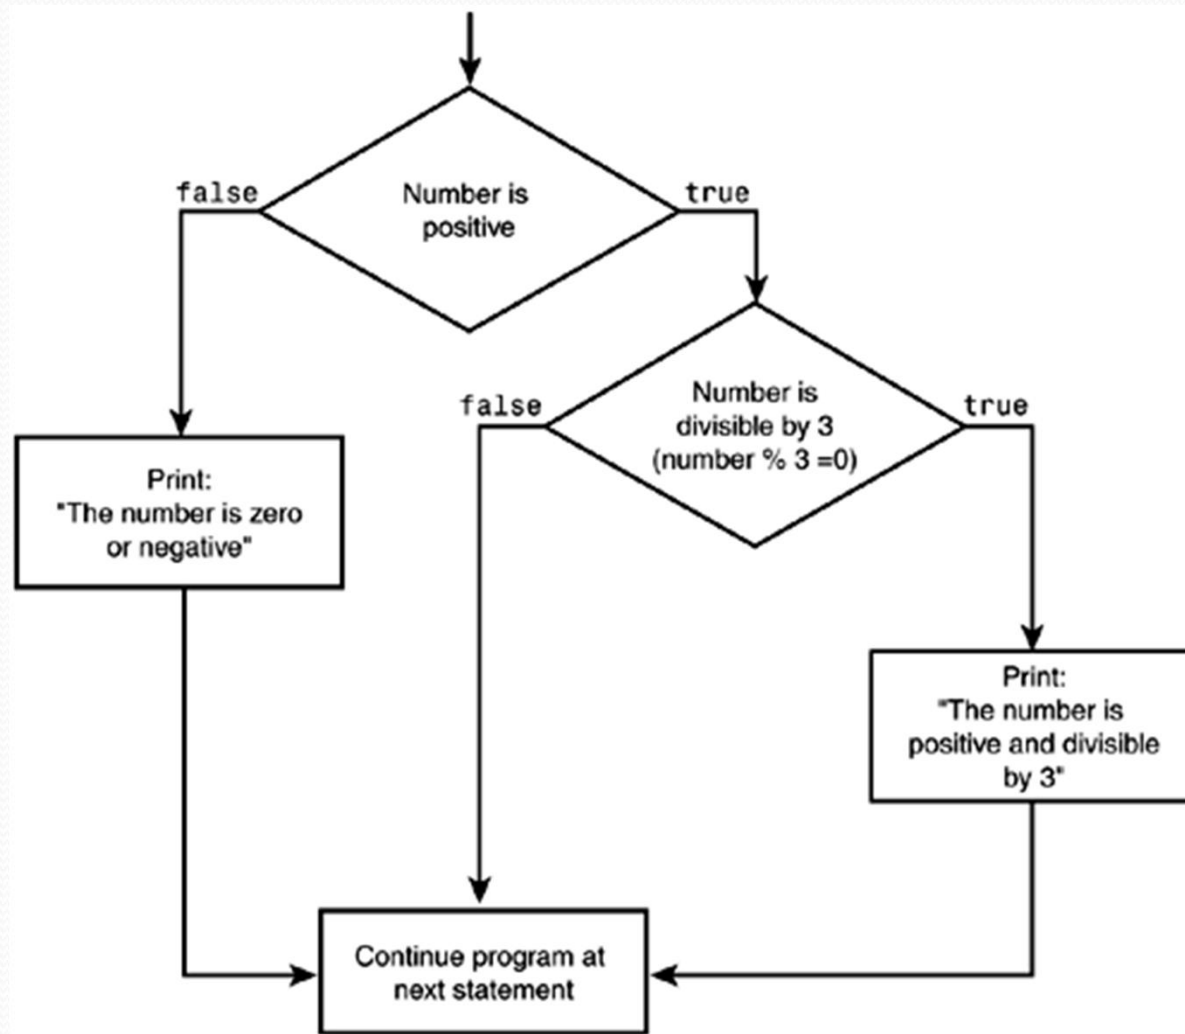 Number is
positive
false
true
Number is
divisible by 3
(number % 3 =0)
false
true
Print:
"The number is zero
or negative"
Print:
"The number is
positive and divisible
by 3"
Continue program at
next statement